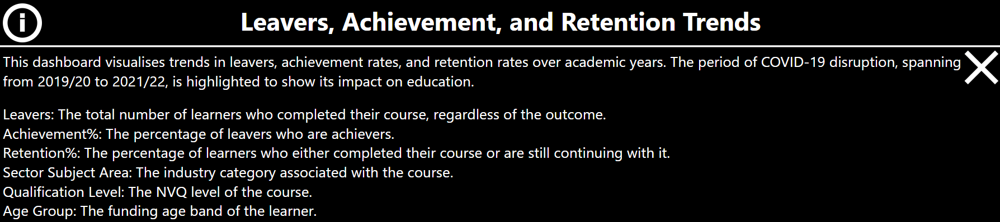 Leavers, Achievement, and Retention Trends
This dashboard visualises trends in leavers, achievement rates, and retention rates over academic years. The period of COVID-19 disruption, spanning
from 2019/20 to 2021/22, is highlighted to show its impact on education.
Leavers: The total number of learners who completed their course, regardless of the outcome.
Achievement%: The percentage of leavers who are achievers.
Retention%: The percentage of learners who either completed their course or are still continuing with it.
Sector Subject Area: The industry category associated with the course.
Qualification Level: The NVQ level of the course.
Age Group: The funding age band of the learner.